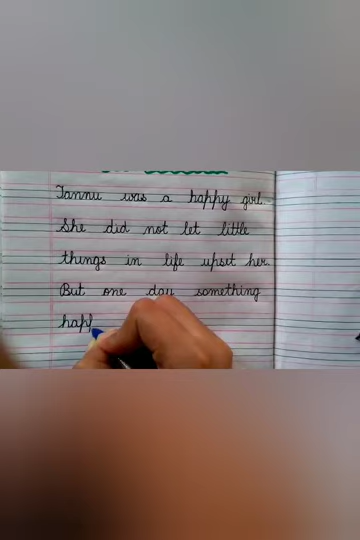 Tannu was a happy girl.
She did not let little
things in life upset her.
But one day something
happ